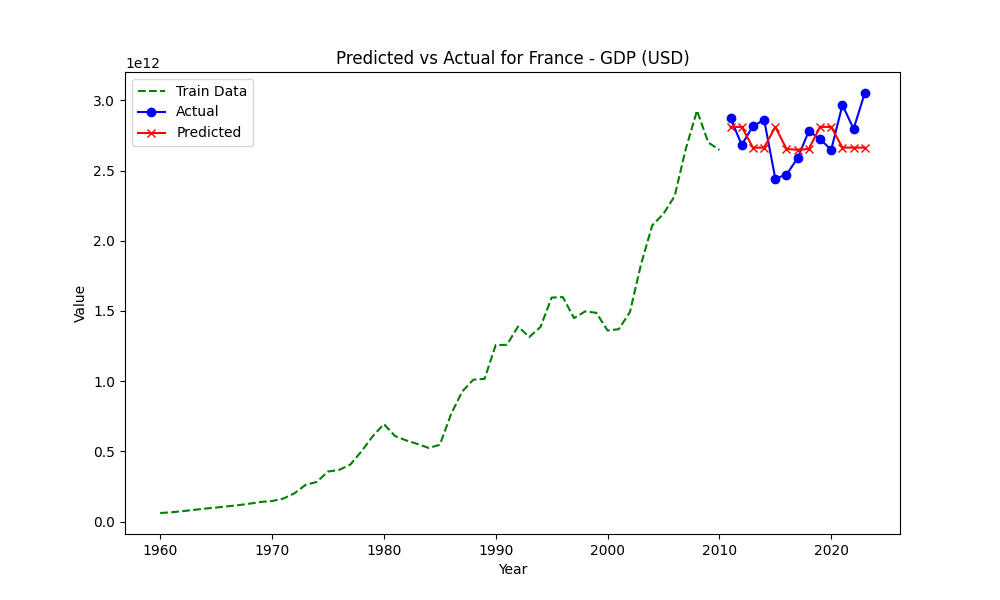 Predicted vs Actual for France - GDP (USD)
1e12
Train Data
Actual
Predicted
3.0
2.5
2.0
1.5
1.0
0.5
0.0
Value
1960 1970 1980 1990 2000 2010 2020
Year